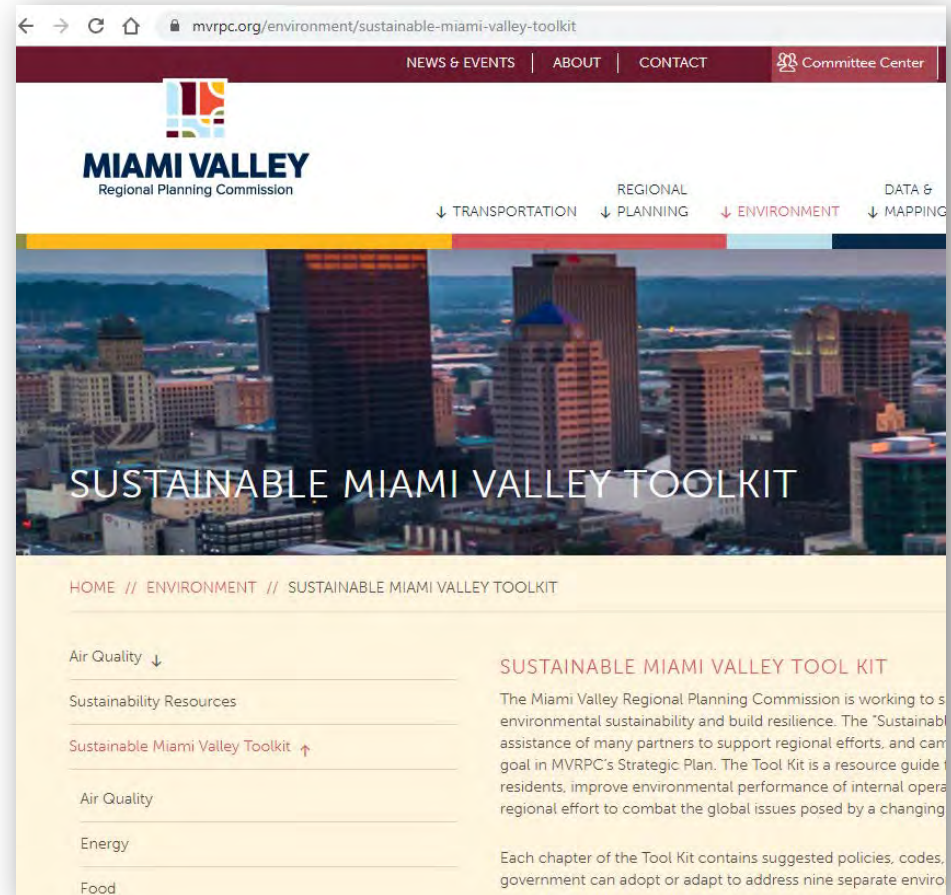 mvrpc.org/environment/sustainable-miami-valley-toolkit
NEWS & EVENTS | ABOUT | CONTACT
Committee Center
MIAMI VALLEY
Regional Planning Commission
↓ TRANSPORTATION
REGIONAL
↓ PLANNING
↓ ENVIRONMENT
DATA &
↓ MAPPING
SUSTAINABLE MIAMI VALLEY TOOLKIT
HOME // ENVIRONMENT // SUSTAINABLE MIAMI VALLEY TOOLKIT
Air Quality ↓
Sustainability Resources
Sustainable Miami Valley Toolkit ↑
Air Quality
Energy
Food
SUSTAINABLE MIAMI VALLEY TOOL KIT
The Miami Valley Regional Planning Commission is working to
environmental sustainability and build resilience. The "Sustainabl
assistance of many partners to support regional efforts, and
goal in MVRPC's Strategic Plan. The Tool Kit is a resource guide
residents, improve environmental performance of internal opera
regional effort to combat the global issues posed by a changing
Each chapter of the Tool Kit contains suggested policies, codes,
government can adopt or adapt to address nine separate enviro